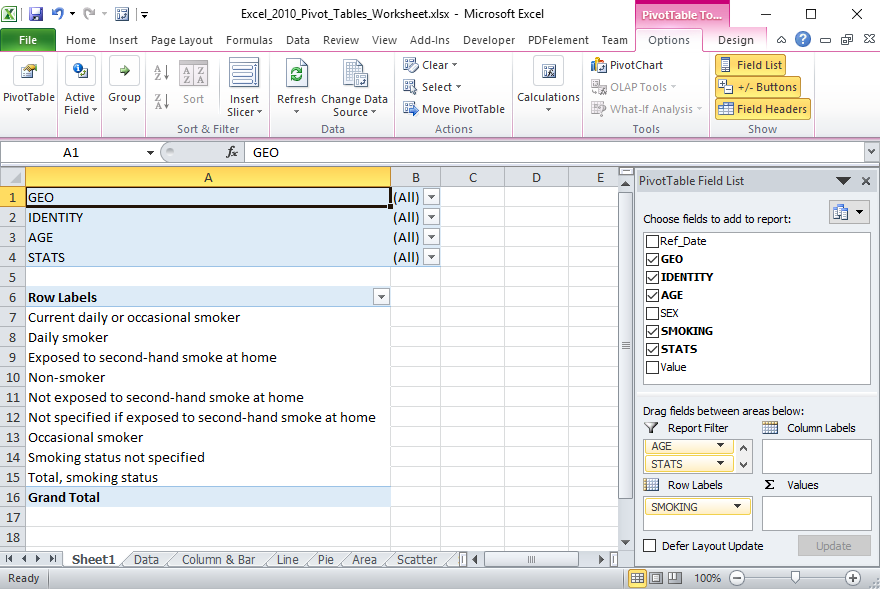 Excel_2010_Pivot_Tables_Worksheet.xlsx - Microsoft Excel
PivotTable To...
File Home Insert Page Layout Formulas Data Review View Add-Ins Developer PDFelement Team Options Design
PivotTable
Active Field
Group
A Z
Z A
A Z Z A
Sort
Insert Slicer
Sort & Filter
Refresh
Change Data Source
Data
Clear
Select
Move PivotTable
Actions
Calculations
PivotChart
OLAP Tools
What-If Analysis
Tools
Field List
+/- Buttons
Field Headers
Show
A1 fx GEO
A B C D E
1 GEO (All)
2 IDENTITY (All)
3 AGE (All)
4 STATS (All)
5
6 Row Labels
7 Current daily or occasional smoker
8 Daily smoker
9 Exposed to second-hand smoke at home
10 Non-smoker
11 Not exposed to second-hand smoke at home
12 Not specified if exposed to second-hand smoke at home
13 Occasional smoker
14 Smoking status not specified
15 Total, smoking status
16 Grand Total
17
18
PivotTable Field List
Choose fields to add to report:
Ref_Date
GEO
IDENTITY
AGE
SEX
SMOKING
STATS
Value
Drag fields between areas below:
Report Filter
Column Labels
AGE
STATS
Row Labels
Σ Values
SMOKING
Defer Layout Update
Update
Sheet1 Data Column & Bar Line Pie Area Scatter
Ready
100%